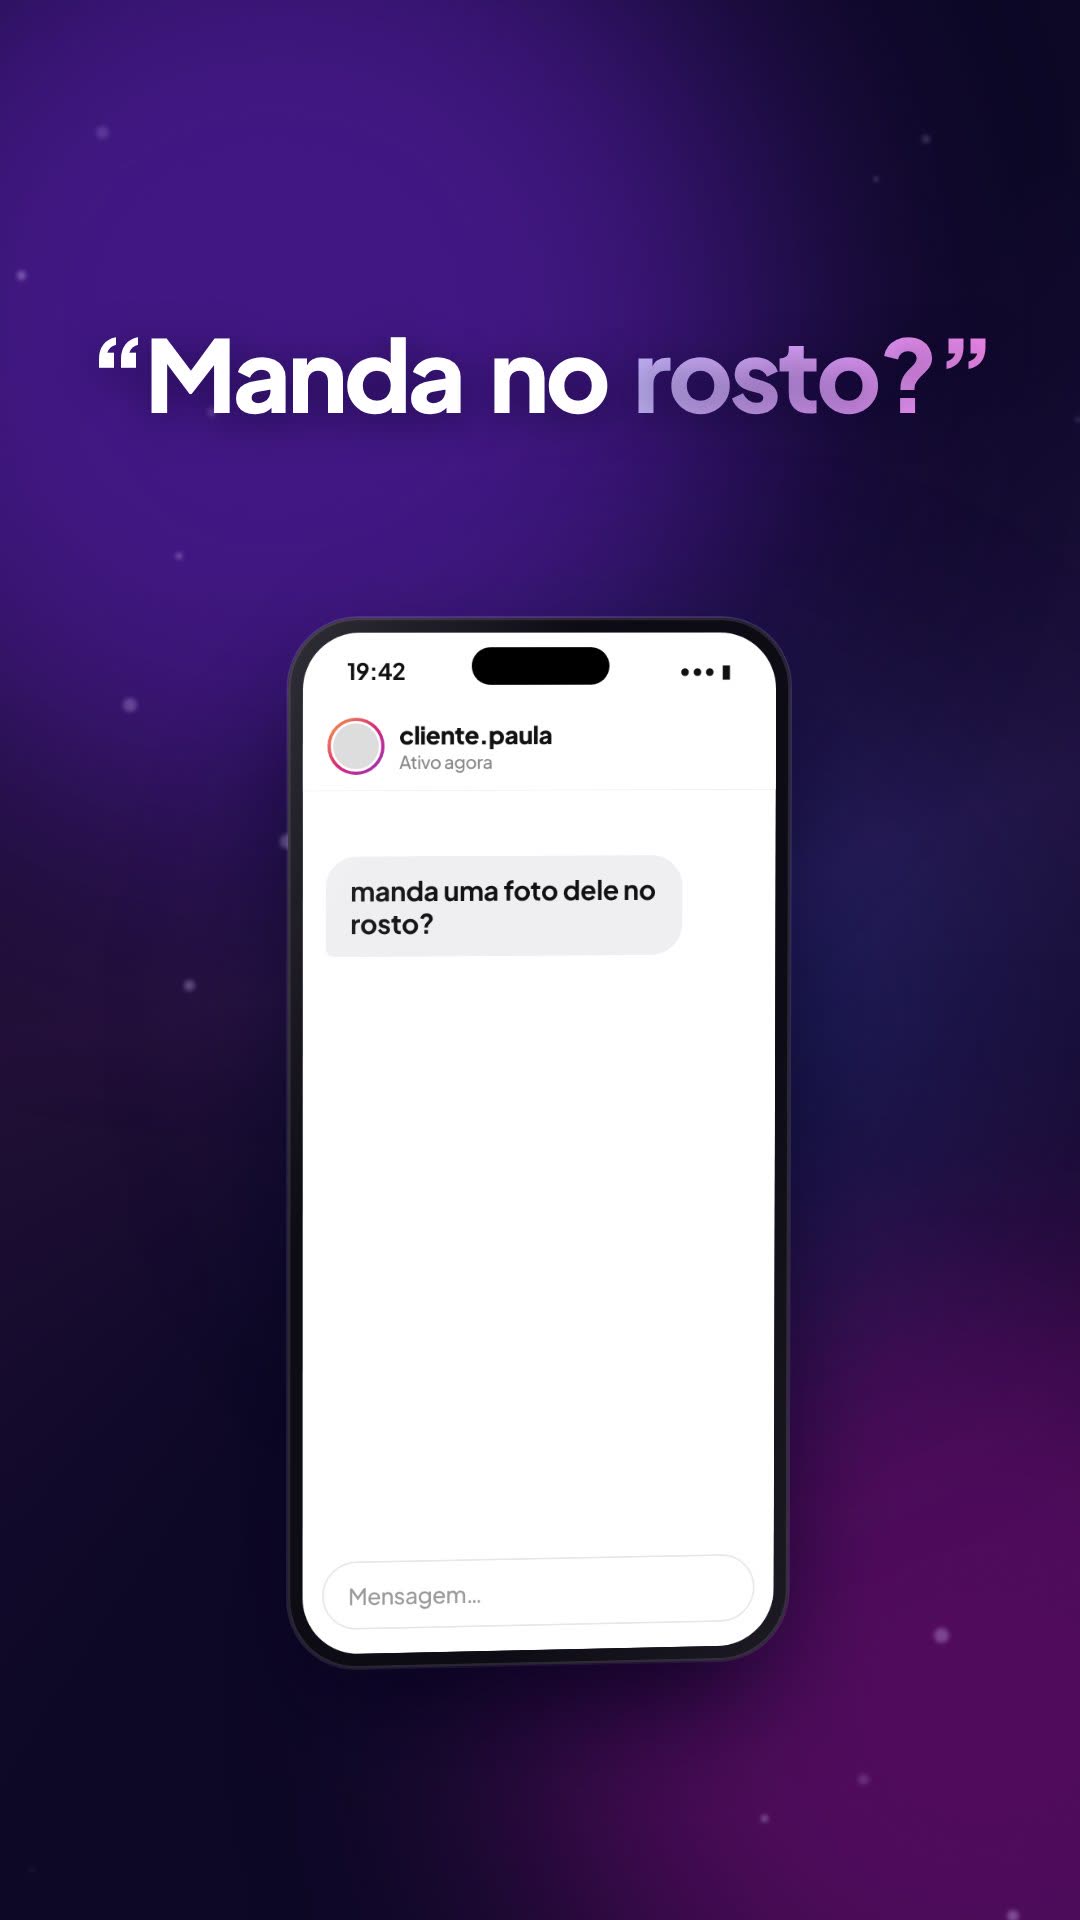 “Manda no rosto?”
19:42
cliente.paula
Ativo agora
manda uma foto dele no
rosto?
Mensagem...